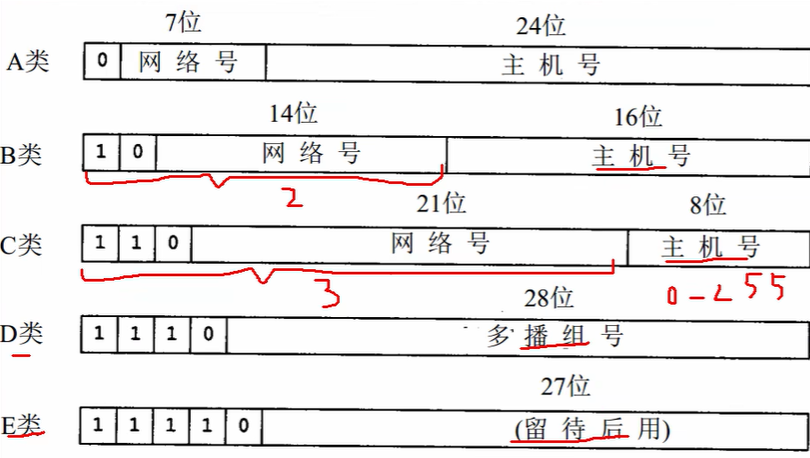 7位 24位
A类 0 网络号 主机号
14位 16位
B类 1 0 网络号 主机号
2
21位 8位
C类 1 1 0 网络号 主机号
3 0-255
28位
D类 1 1 1 0 多播组号
27位
E类 1 1 1 1 0 (留待后用)